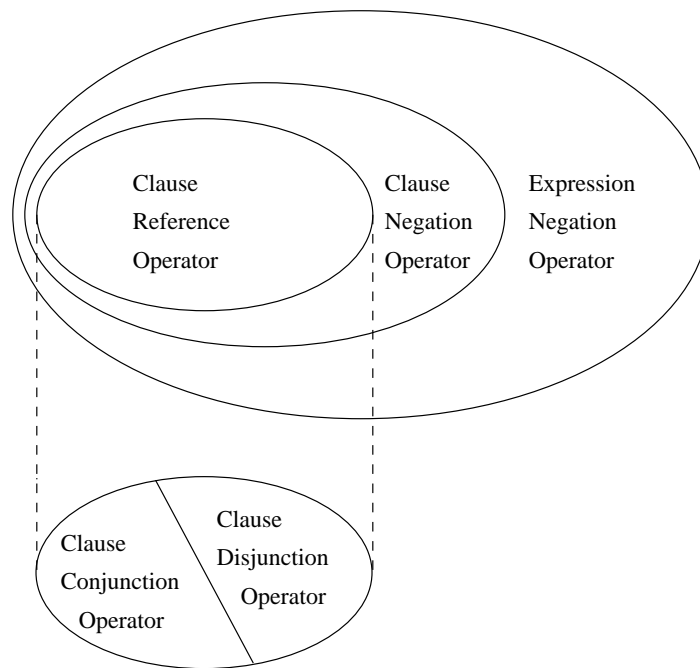 Clause
Reference
Operator
Clause
Negation
Operator
Expression
Negation
Operator
Clause
Conjunction
Operator
Clause
Disjunction
Operator